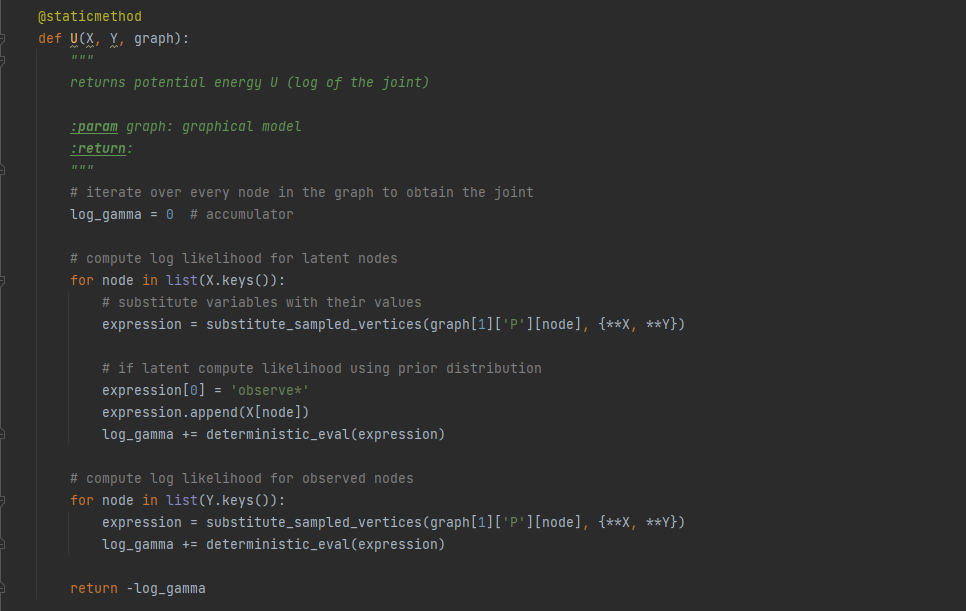 @staticmethod
def U(X, Y, graph):
    """
    returns potential energy U (log of the joint)

    :param graph: graphical model
    :return:
    """
    # iterate over every node in the graph to obtain the joint
    log_gamma = 0  # accumulator

    # compute log likelihood for latent nodes
    for node in list(X.keys()):
        # substitute variables with their values
        expression = substitute_sampled_vertices(graph[1]['P'][node], {**X, **Y})

        # if latent compute likelihood using prior distribution
        expression[0] = 'observe*'
        expression.append(X[node])
        log_gamma += deterministic_eval(expression)

    # compute log likelihood for observed nodes
    for node in list(Y.keys()):
        expression = substitute_sampled_vertices(graph[1]['P'][node], {**X, **Y})
        log_gamma += deterministic_eval(expression)

    return -log_gamma